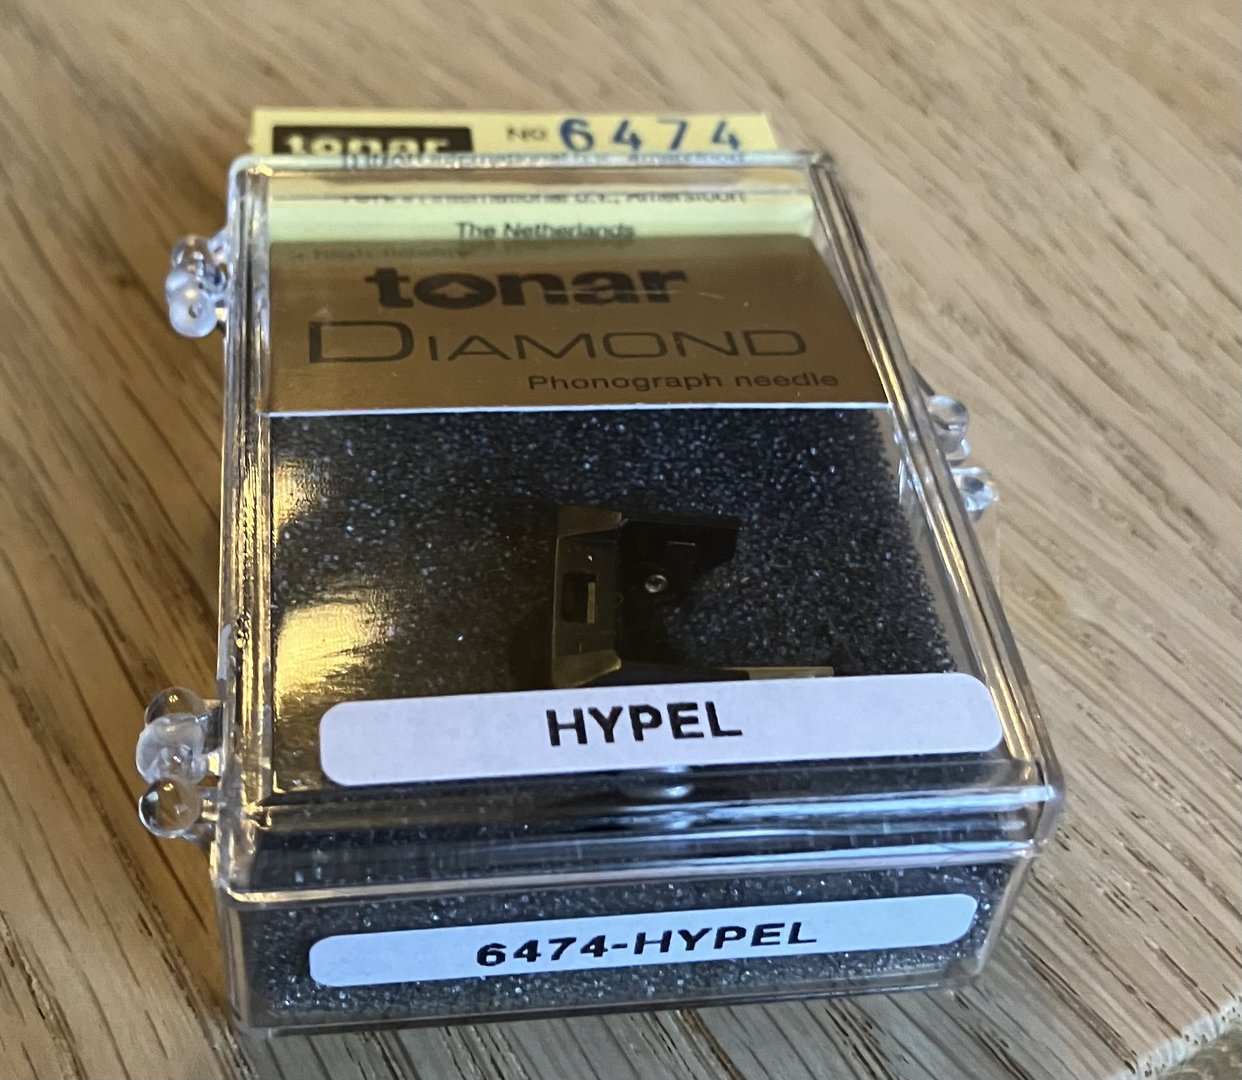 tonar No 6474
The Netherlands
tonar
DIAMOND
Phonograph needle
HYPEL
6474-HYPEL